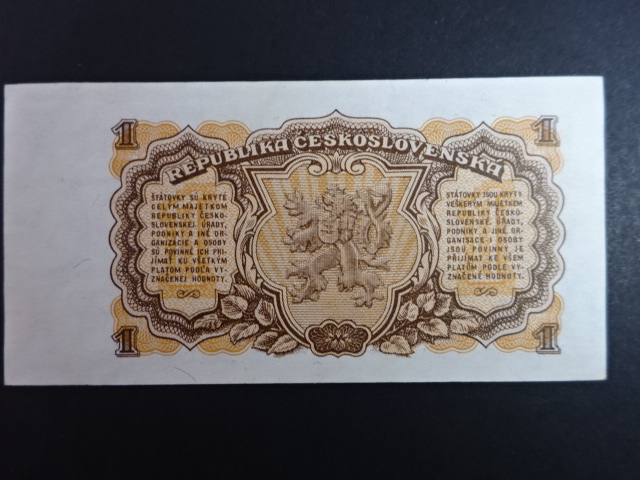 1 1
REPUBLIKA ČESKOSLOVENSKÁ
ŠTÁTOVKY SÚ KRYTÉ
CELÝM MAJETKOM
REPUBLIKY ČESKO-
SLOVENSKEJ. ÚRADY,
PODNIKY A INÉ OR-
GANIZÁCIE A OSOBY
SÚ POVINNÉ ICH PRI-
JÍMAŤ KU VŠETKÝM
PLATOM PODĽA VY-
ZNAČENEJ HODNOTY.
STÁTOVKY JSOU KRYTY
VEŠKERÝM MAJETKEM
REPUBLIKY ČESKO-
SLOVENSKÉ. ÚŘADY,
PODNIKY A JINÉ OR-
GANISACE I OSOBY
JSOU POVINNY JE
PŘIJÍMAT KE VŠEM
PLATŮM PODLE VY-
ZNAČENÉ HODNOTY.
1 1